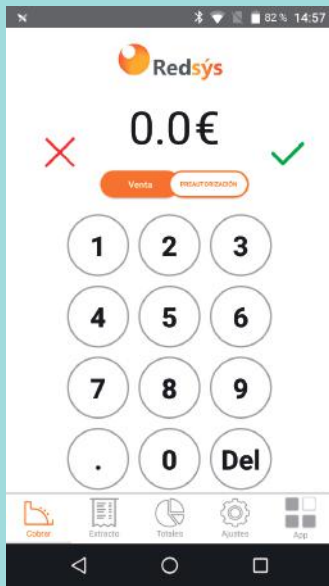 82 % 14:57
Redsýs
0.0€
Venta PREAUTORIZACIÓN
1 2 3
4 5 6
7 8 9
. 0 Del
Cobrar Extracto Totales Ajustes App